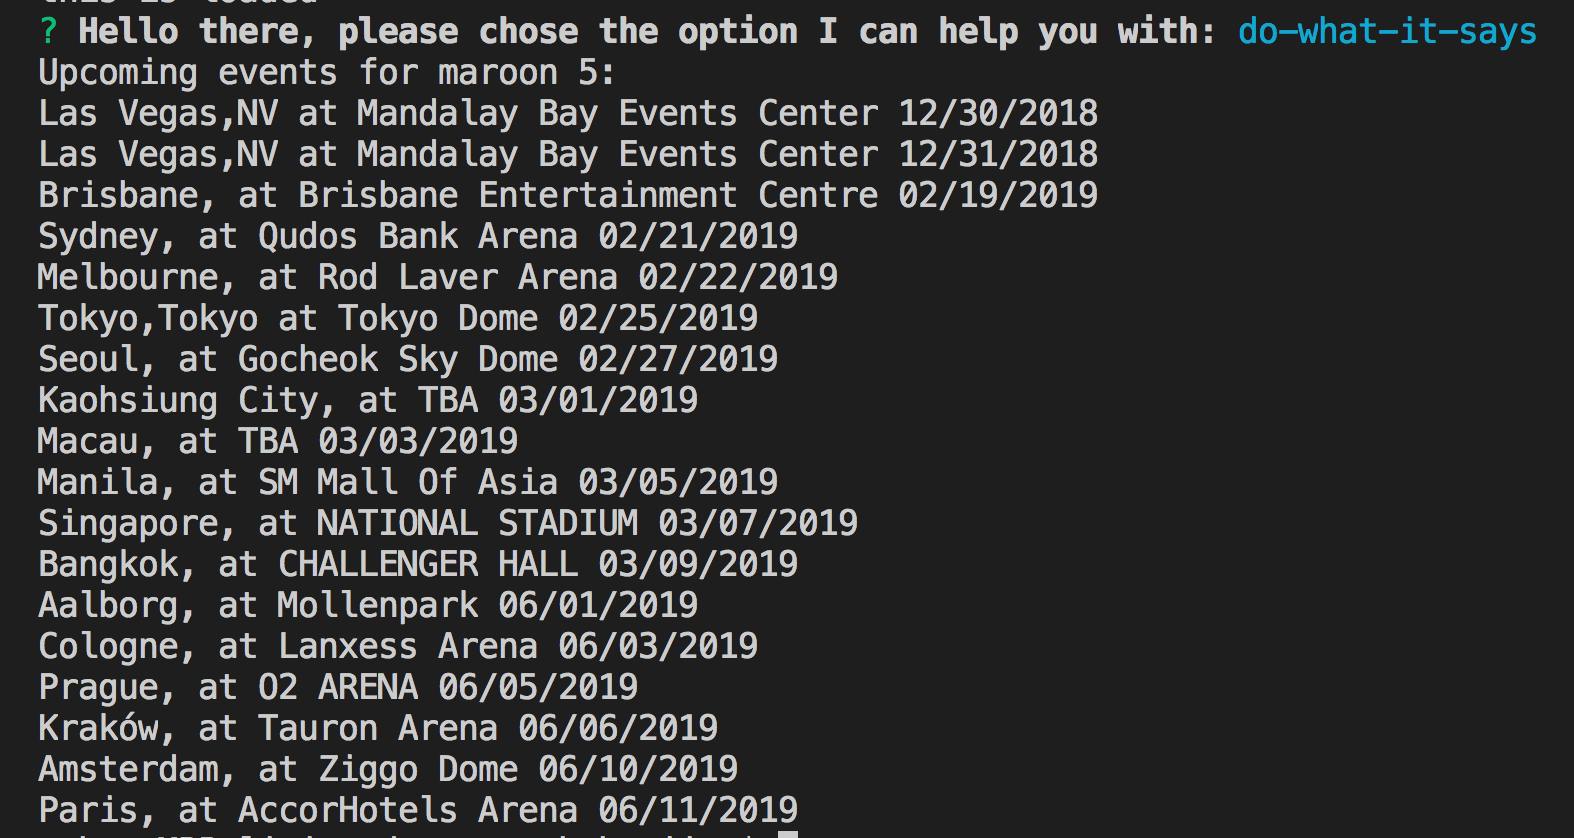 this is loaded
? Hello there, please chose the option I can help you with: do-what-it-says
Upcoming events for maroon 5:
Las Vegas,NV at Mandalay Bay Events Center 12/30/2018
Las Vegas,NV at Mandalay Bay Events Center 12/31/2018
Brisbane, at Brisbane Entertainment Centre 02/19/2019
Sydney, at Qudos Bank Arena 02/21/2019
Melbourne, at Rod Laver Arena 02/22/2019
Tokyo,Tokyo at Tokyo Dome 02/25/2019
Seoul, at Gocheok Sky Dome 02/27/2019
Kaohsiung City, at TBA 03/01/2019
Macau, at TBA 03/03/2019
Manila, at SM Mall Of Asia 03/05/2019
Singapore, at NATIONAL STADIUM 03/07/2019
Bangkok, at CHALLENGER HALL 03/09/2019
Aalborg, at Mollenpark 06/01/2019
Cologne, at Lanxess Arena 06/03/2019
Prague, at O2 ARENA 06/05/2019
Kraków, at Tauron Arena 06/06/2019
Amsterdam, at Ziggo Dome 06/10/2019
Paris, at AccorHotels Arena 06/11/2019